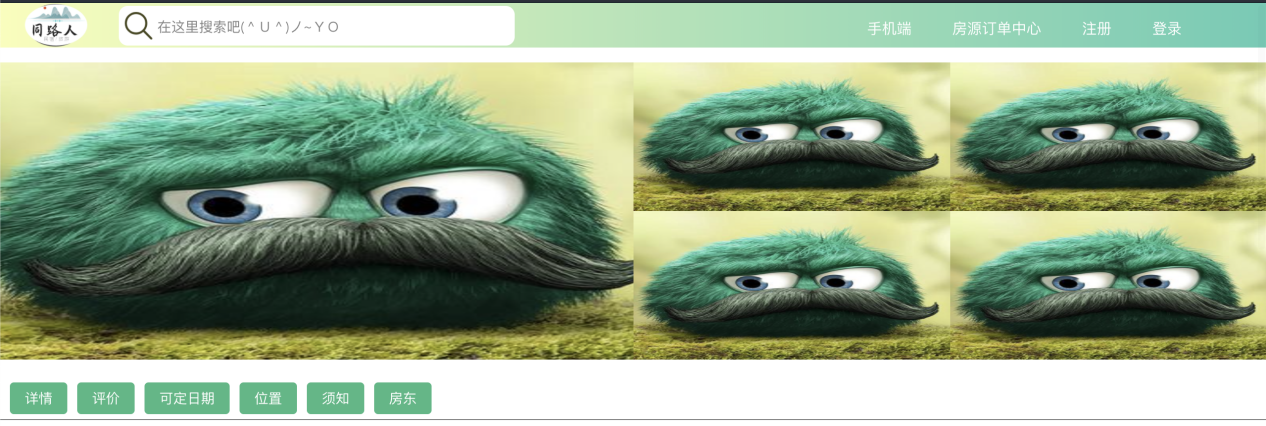 同路人
在这里搜索吧(＾Ｕ＾)ノ~ＹＯ
手机端
房源订单中心
注册
登录
详情
评价
可定日期
位置
须知
房东